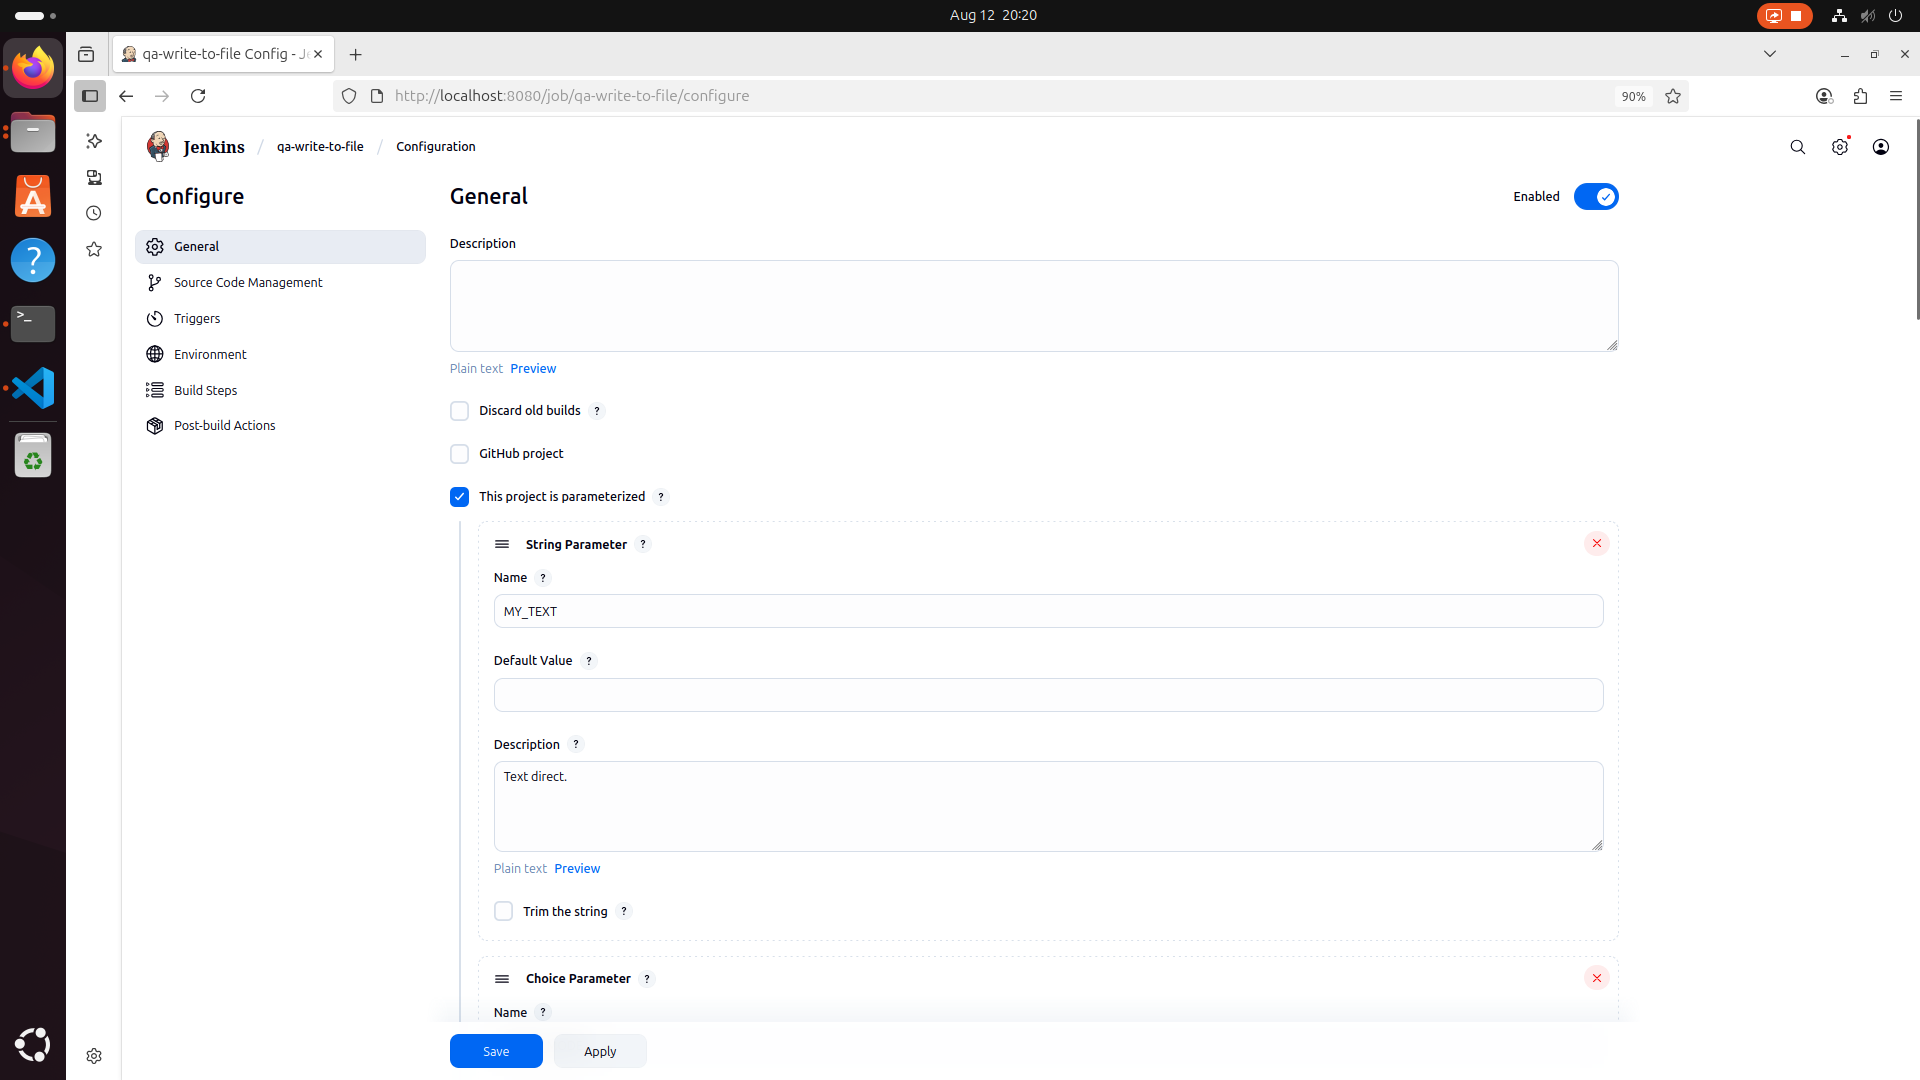 Aug 12 20:20
qa-write-to-file Config - J
http://localhost:8080/job/qa-write-to-file/configure
90%
Jenkins / qa-write-to-file / Configuration
Configure
General
Source Code Management
Triggers
Environment
Build Steps
Post-build Actions
General
Enabled
Description
Plain text Preview
Discard old builds ?
GitHub project
This project is parameterized ?
String Parameter ?
Name ?
MY_TEXT
Default Value ?
Description ?
Text direct.
Plain text Preview
Trim the string ?
Choice Parameter ?
Name ?
Save
Apply